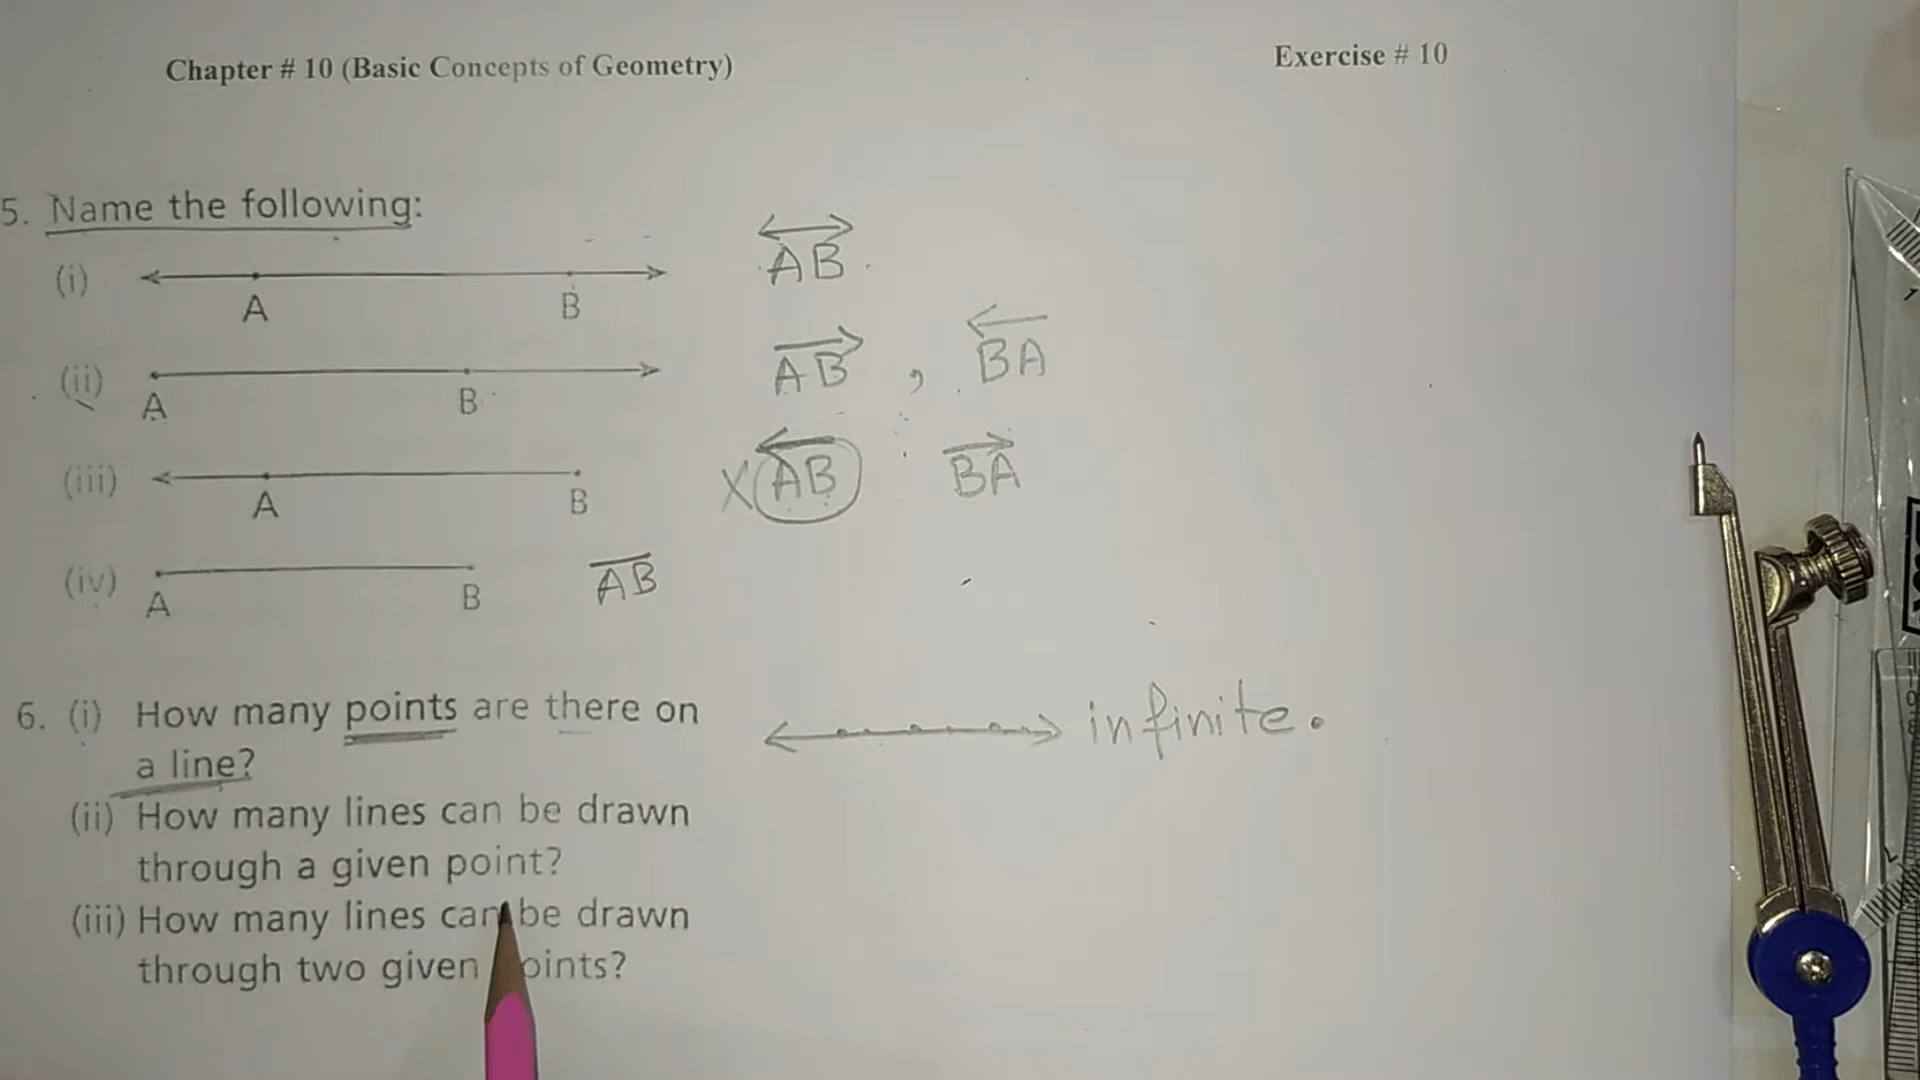 Chapter # 10 (Basic Concepts of Geometry)
Exercise # 10
5. Name the following:
(i) A B AB
(ii) A B AB , BA
(iii) A B X AB BA
(iv) A B AB
6. (i) How many points are there on
a line?
infinite.
(ii) How many lines can be drawn
through a given point?
(iii) How many lines can be drawn
through two given